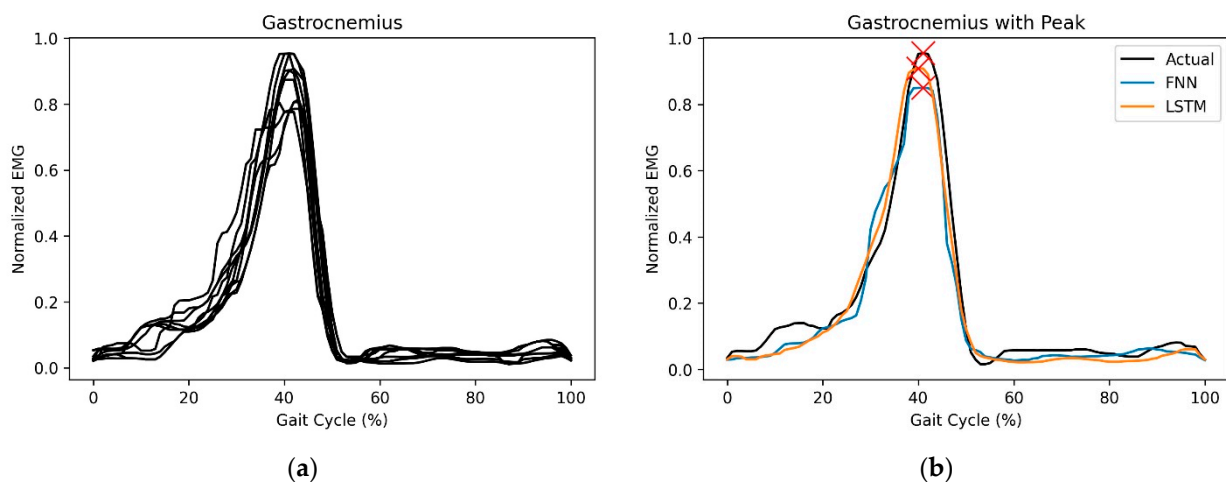 Gastrocnemius
1.0
0.8
0.6
0.4
0.2
0.0
Normalized EMG
0 20 40 60 80 100
Gait Cycle (%)
(a)
Gastrocnemius with Peak
1.0
0.8
0.6
0.4
0.2
0.0
Normalized EMG
Actual
FNN
LSTM
0 20 40 60 80 100
Gait Cycle (%)
(b)